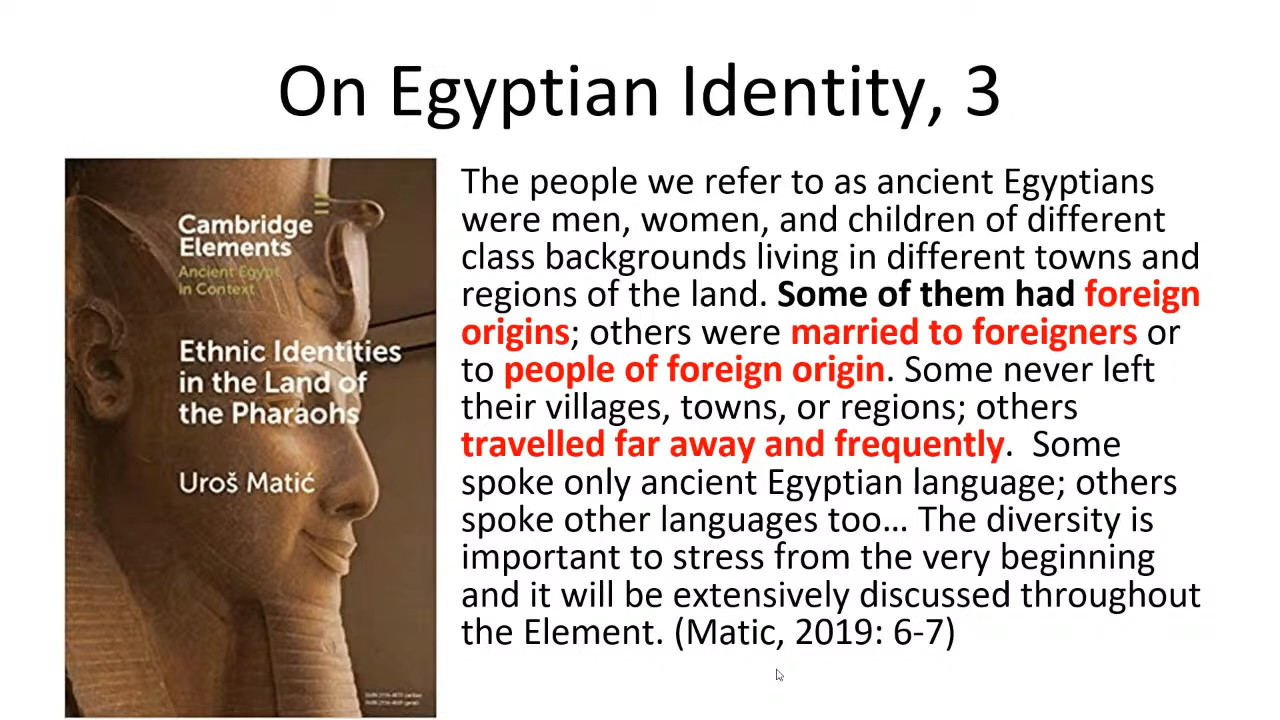 On Egyptian Identity, 3
Cambridge
Elements
Ancient Egypt
in Context
Ethnic Identities
in the Land of
the Pharaohs
Uroš Matić
The people we refer to as ancient Egyptians
were men, women, and children of different
class backgrounds living in different towns and
regions of the land. Some of them had foreign
origins; others were married to foreigners or
to people of foreign origin. Some never left
their villages, towns, or regions; others
travelled far away and frequently.  Some
spoke only ancient Egyptian language; others
spoke other languages too… The diversity is
important to stress from the very beginning
and it will be extensively discussed throughout
the Element. (Matic, 2019: 6-7)